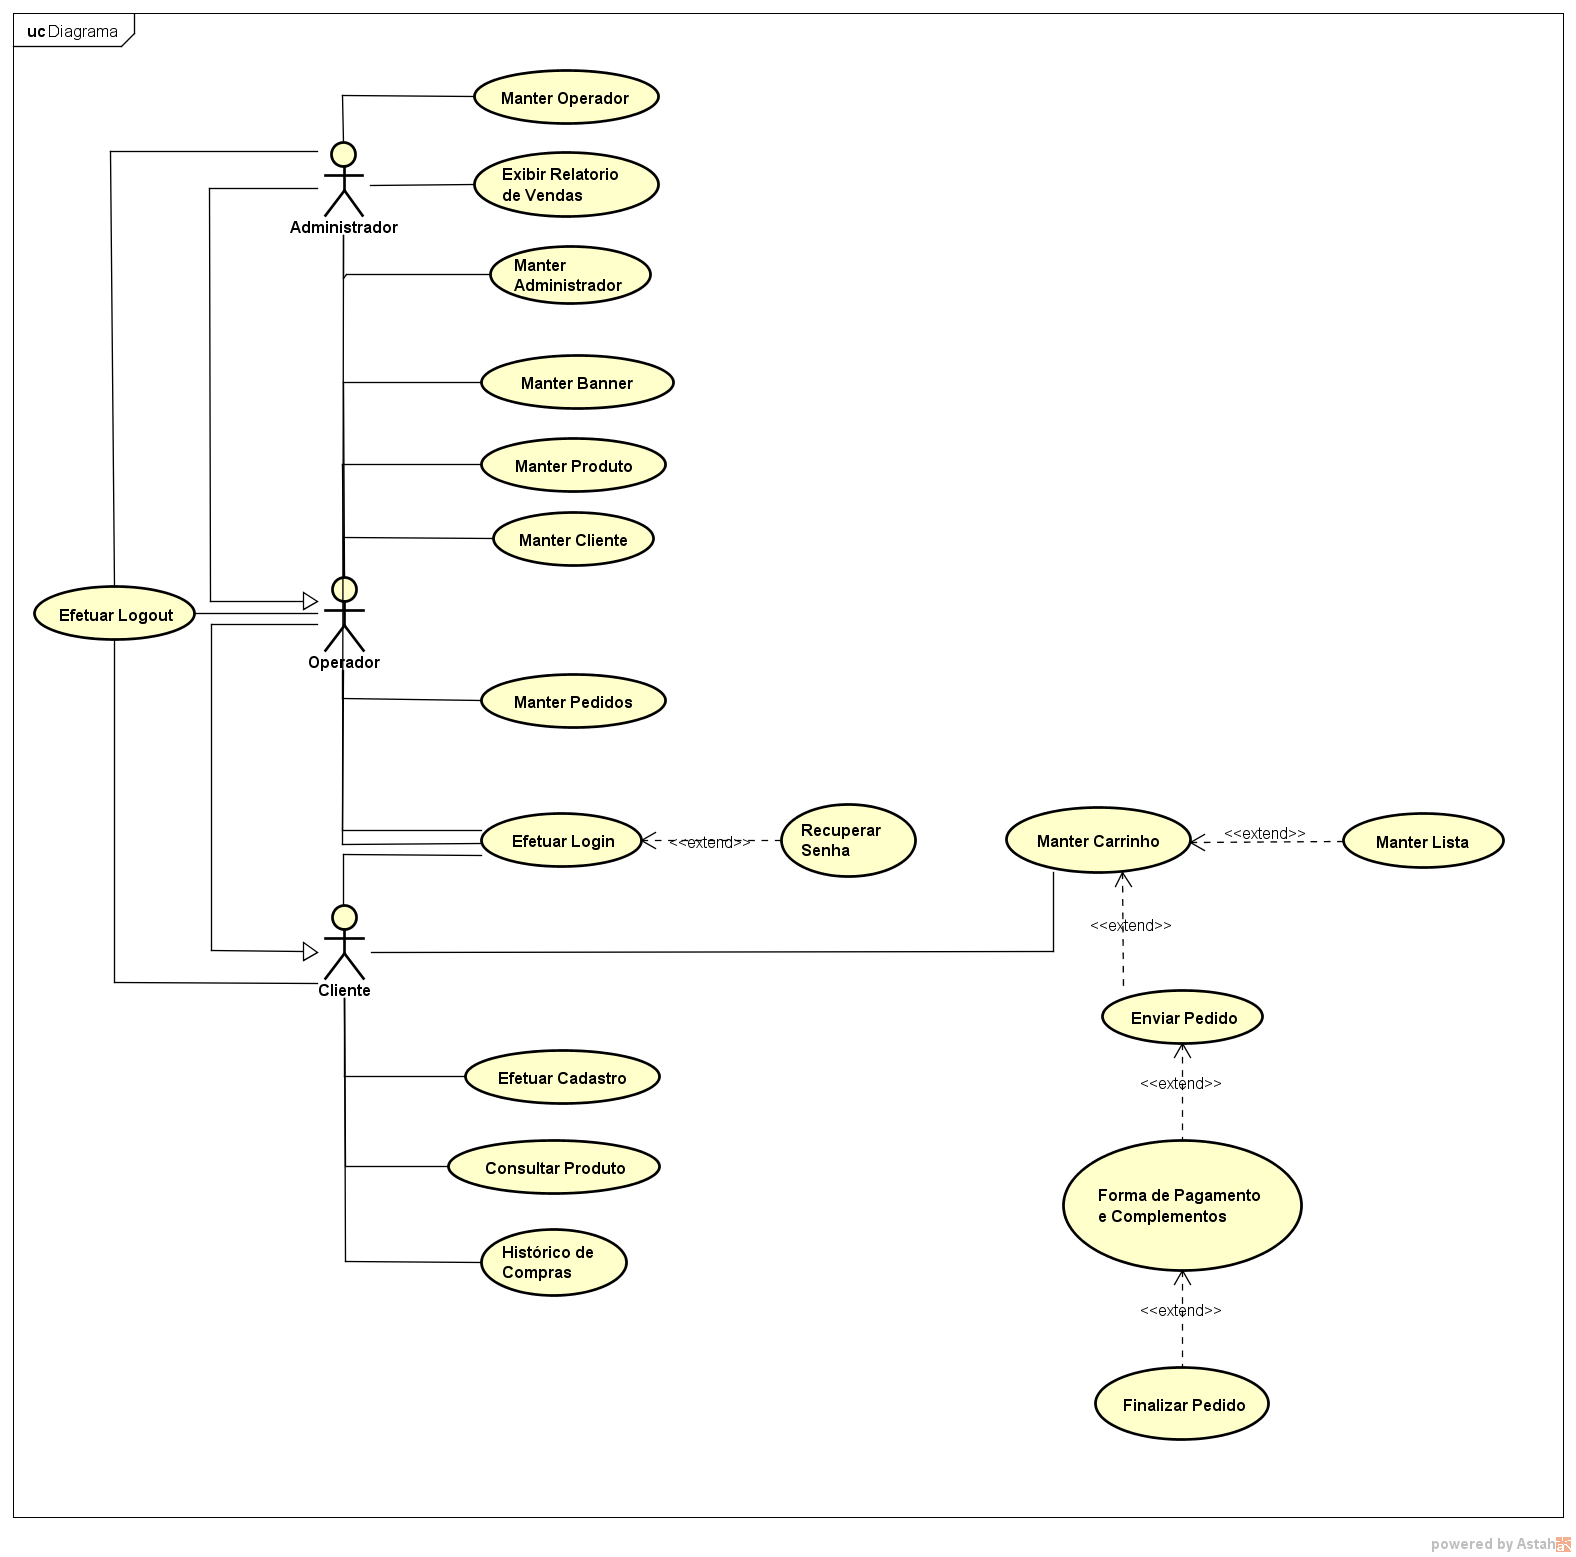 uc Diagrama
Manter Operador
Exibir Relatorio
de Vendas
Administrador
Manter
Administrador
Manter Banner
Manter Produto
Manter Cliente
Efetuar Logout
Operador
Manter Pedidos
Efetuar Login
<<extend>>
Recuperar
Senha
Manter Carrinho
<<extend>>
Manter Lista
<<extend>>
Cliente
Enviar Pedido
Efetuar Cadastro
<<extend>>
Consultar Produto
Forma de Pagamento
e Complementos
Histórico de
Compras
<<extend>>
Finalizar Pedido
powered by Astah